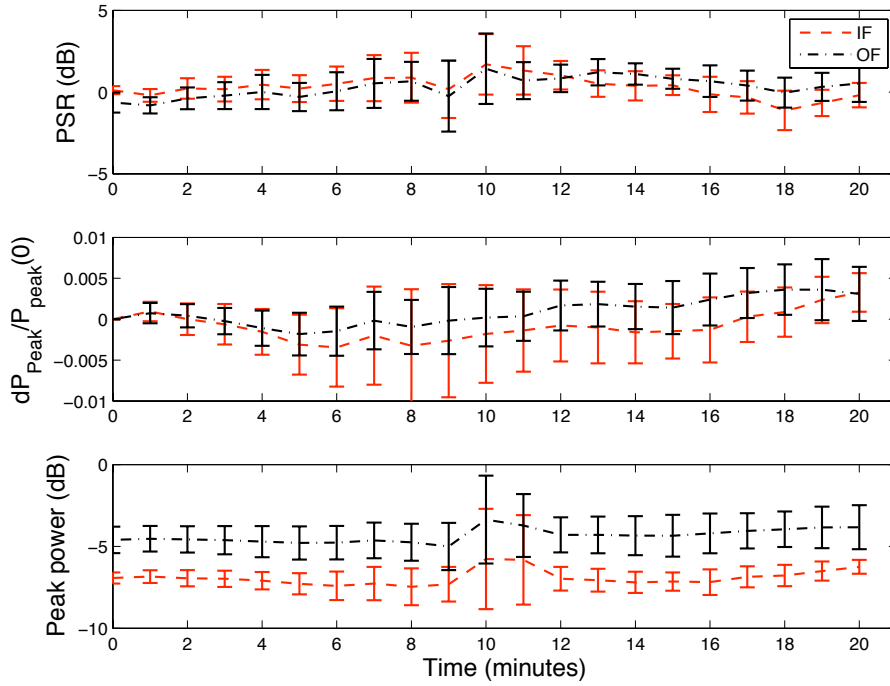 5
0
−5
PSR (dB)
IF
OF
0 2 4 6 8 10 12 14 16 18 20
0.01
0.005
0
−0.005
−0.01
dP_Peak/P_peak(0)
0 2 4 6 8 10 12 14 16 18 20
0
−5
−10
Peak power (dB)
0 2 4 6 8 10 12 14 16 18 20
Time (minutes)